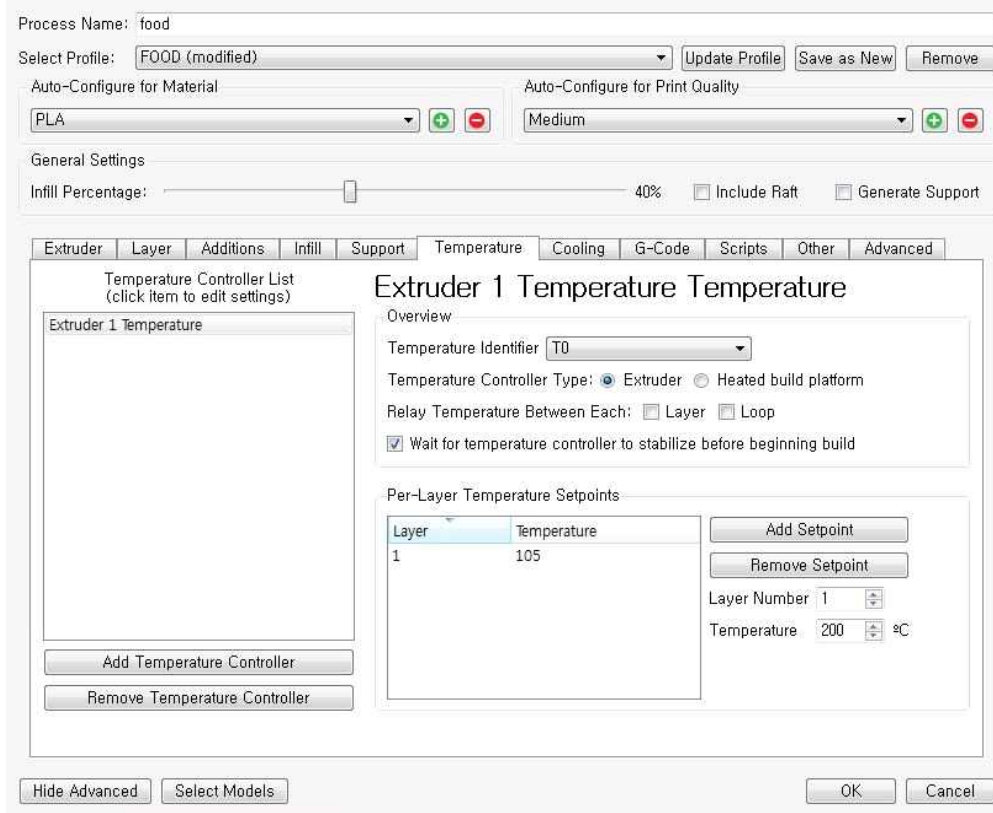 Process Name: food
Select Profile: FOOD (modified) Update Profile Save as New Remove
Auto-Configure for Material Auto-Configure for Print Quality
PLA Medium
General Settings
Infill Percentage: 40% Include Raft Generate Support
Extruder Layer Additions Infill Support Temperature Cooling G-Code Scripts Other Advanced
Temperature Controller List
(click item to edit settings)
Extruder 1 Temperature
Add Temperature Controller
Remove Temperature Controller
Extruder 1 Temperature Temperature
Overview
Temperature Identifier T0
Temperature Controller Type: Extruder Heated build platform
Relay Temperature Between Each: Layer Loop
Wait for temperature controller to stabilize before beginning build
Per-Layer Temperature Setpoints
Layer Temperature
1 105
Add Setpoint
Remove Setpoint
Layer Number 1
Temperature 200 ºC
Hide Advanced Select Models OK Cancel